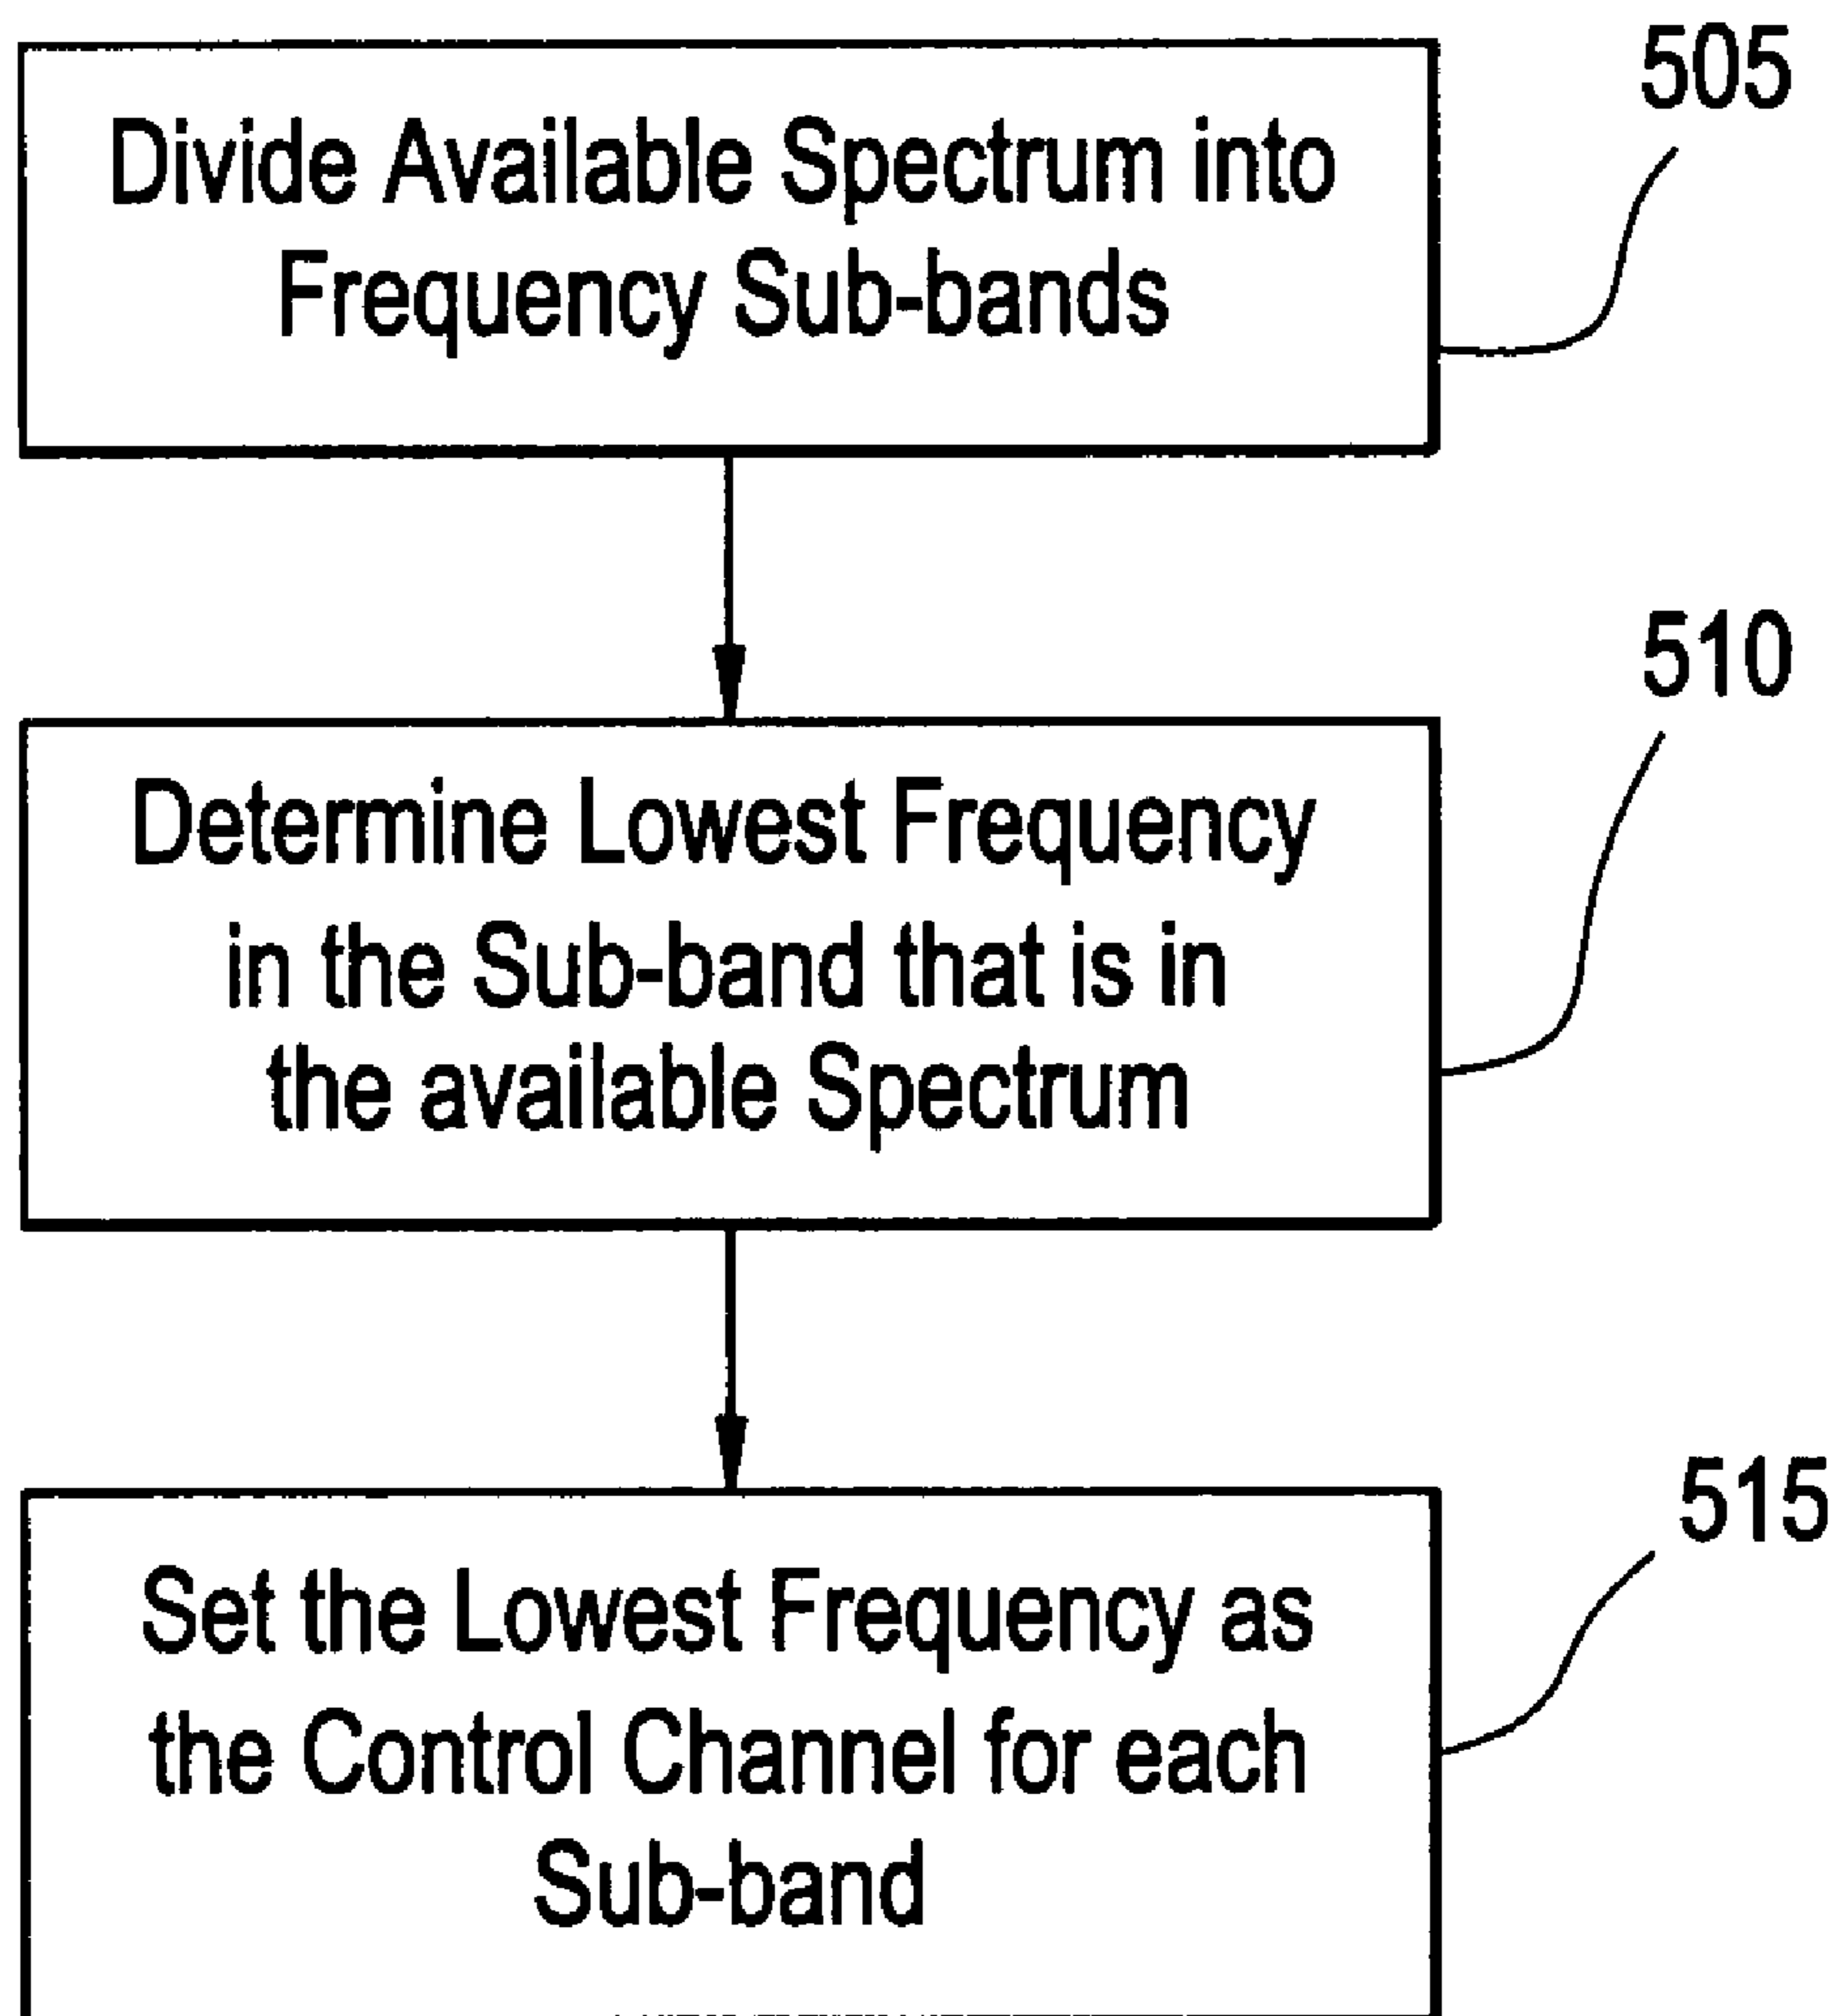 505
Divide Available Spectrum into
Frequency Sub-bands
510
Determine Lowest Frequency
in the Sub-band that is in
the available Spectrum
515
Set the Lowest Frequency as
the Control Channel for each
Sub-band